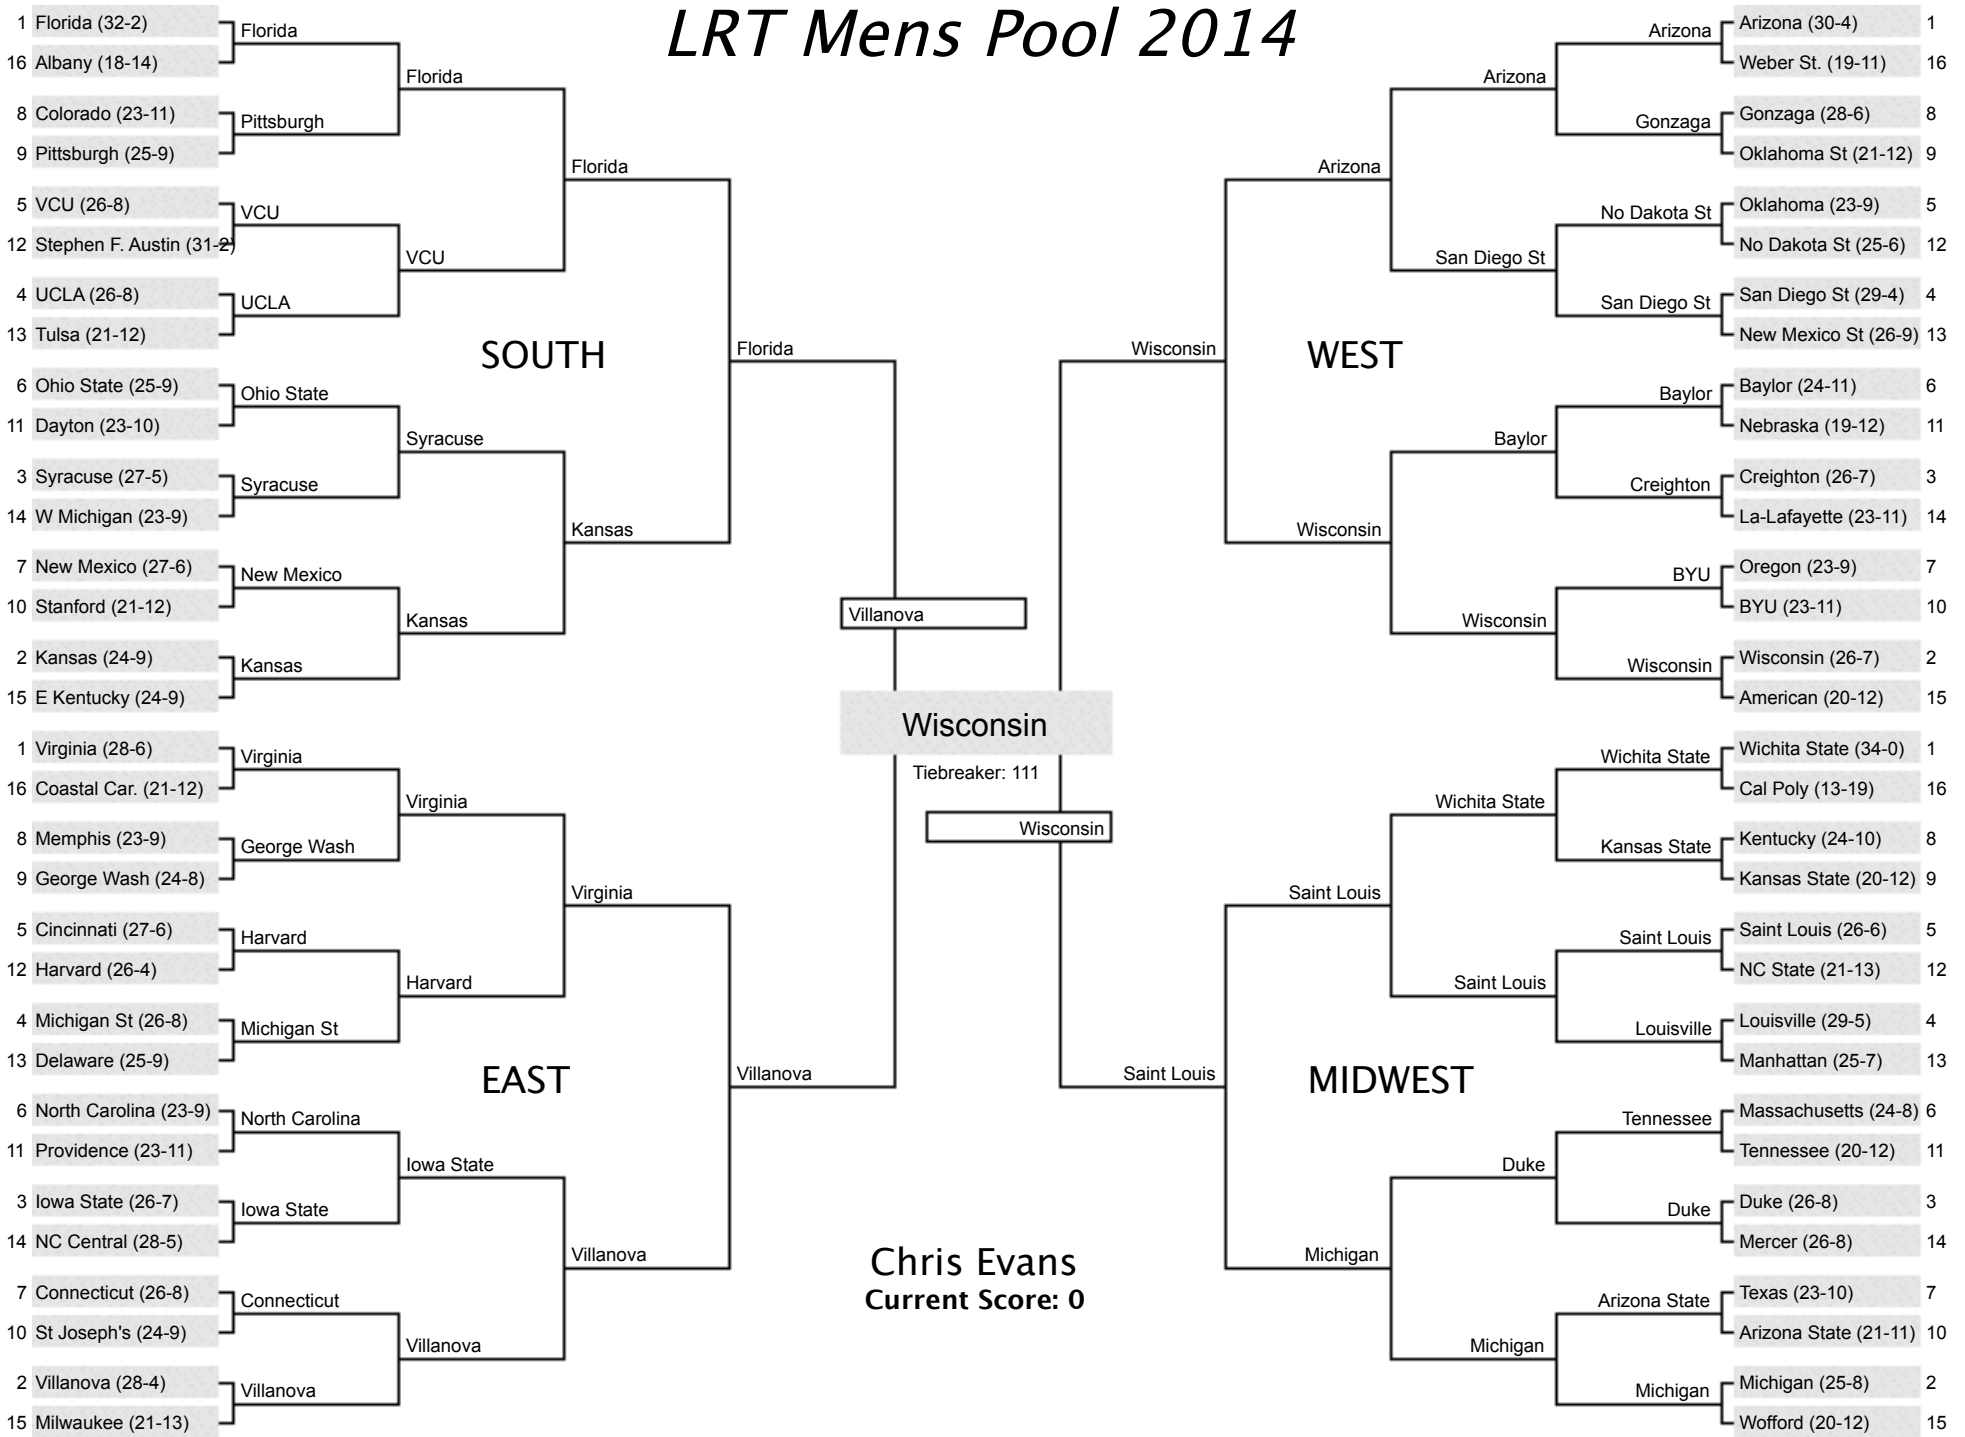 LRT Mens Pool 2014
1 Florida (32-2)
16 Albany (18-14)
8 Colorado (23-11)
9 Pittsburgh (25-9)
5 VCU (26-8)
12 Stephen F. Austin (31-2)
4 UCLA (26-8)
13 Tulsa (21-12)
6 Ohio State (25-9)
11 Dayton (23-10)
3 Syracuse (27-5)
14 W Michigan (23-9)
7 New Mexico (27-6)
10 Stanford (21-12)
2 Kansas (24-9)
15 E Kentucky (24-9)
Florida
Pittsburgh
VCU
UCLA
Ohio State
Syracuse
New Mexico
Kansas
Florida
VCU
Syracuse
Kansas
Florida
Kansas
SOUTH
Florida
1 Virginia (28-6)
16 Coastal Car. (21-12)
8 Memphis (23-9)
9 George Wash (24-8)
5 Cincinnati (27-6)
12 Harvard (26-4)
4 Michigan St (26-8)
13 Delaware (25-9)
6 North Carolina (23-9)
11 Providence (23-11)
3 Iowa State (26-7)
14 NC Central (28-5)
7 Connecticut (26-8)
10 St Joseph's (24-9)
2 Villanova (28-4)
15 Milwaukee (21-13)
Virginia
George Wash
Harvard
Michigan St
North Carolina
Iowa State
Connecticut
Villanova
Virginia
Harvard
Iowa State
Villanova
Virginia
Villanova
EAST
Villanova
Villanova
Wisconsin
Tiebreaker: 111
Wisconsin
Chris Evans
Current Score: 0
Arizona (30-4) 1
Weber St. (19-11) 16
Gonzaga (28-6) 8
Oklahoma St (21-12) 9
Oklahoma (23-9) 5
No Dakota St (25-6) 12
San Diego St (29-4) 4
New Mexico St (26-9) 13
Baylor (24-11) 6
Nebraska (19-12) 11
Creighton (26-7) 3
La-Lafayette (23-11) 14
Oregon (23-9) 7
BYU (23-11) 10
Wisconsin (26-7) 2
American (20-12) 15
Arizona
Gonzaga
No Dakota St
San Diego St
Baylor
Creighton
BYU
Wisconsin
Arizona
San Diego St
Baylor
Wisconsin
Arizona
Wisconsin
WEST
Wisconsin
Wichita State (34-0) 1
Cal Poly (13-19) 16
Kentucky (24-10) 8
Kansas State (20-12) 9
Saint Louis (26-6) 5
NC State (21-13) 12
Louisville (29-5) 4
Manhattan (25-7) 13
Massachusetts (24-8) 6
Tennessee (20-12) 11
Duke (26-8) 3
Mercer (26-8) 14
Texas (23-10) 7
Arizona State (21-11) 10
Michigan (25-8) 2
Wofford (20-12) 15
Wichita State
Kansas State
Saint Louis
Louisville
Tennessee
Duke
Arizona State
Michigan
Wichita State
Saint Louis
Duke
Michigan
Saint Louis
Michigan
MIDWEST
Saint Louis